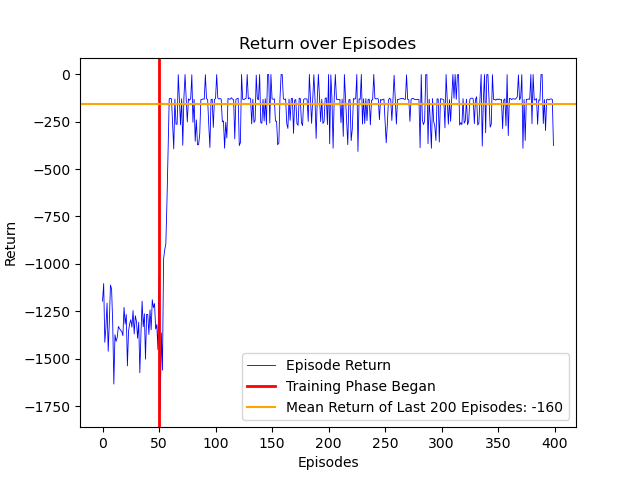 Return over Episodes
0
−250
−500
−750
−1000
−1250
−1500
−1750
Return
Episode Return
Training Phase Began
Mean Return of Last 200 Episodes: -160
0 50 100 150 200 250 300 350 400
Episodes